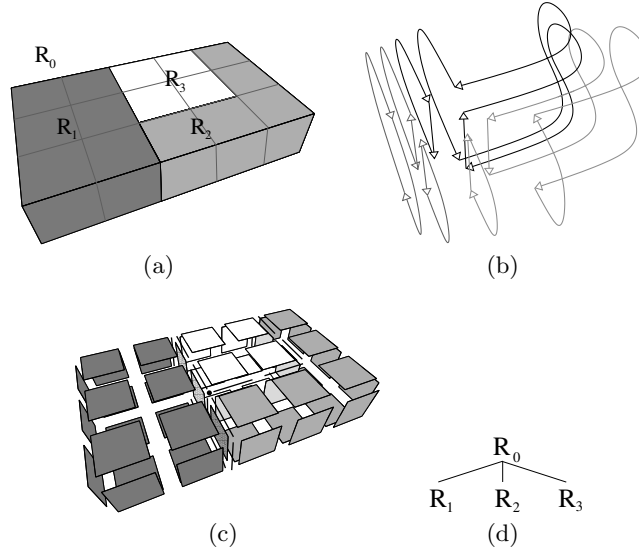 R₀
R₃
R₁
R₂
(a)
(b)
(c)
R₀
R₁ R₂ R₃
(d)